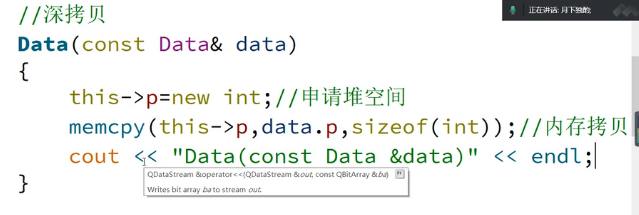 //深拷贝
正在讲话: 月下独酌;
Data(const Data& data)
{
this->p=new int;//申请堆空间
memcpy(this->p,data.p,sizeof(int));//内存拷贝
cout << "Data(const Data &data)" << endl;
QDataStream &operator<<(QDataStream &out, const QBitArray &ba)
Writes bit array ba to stream out.
}